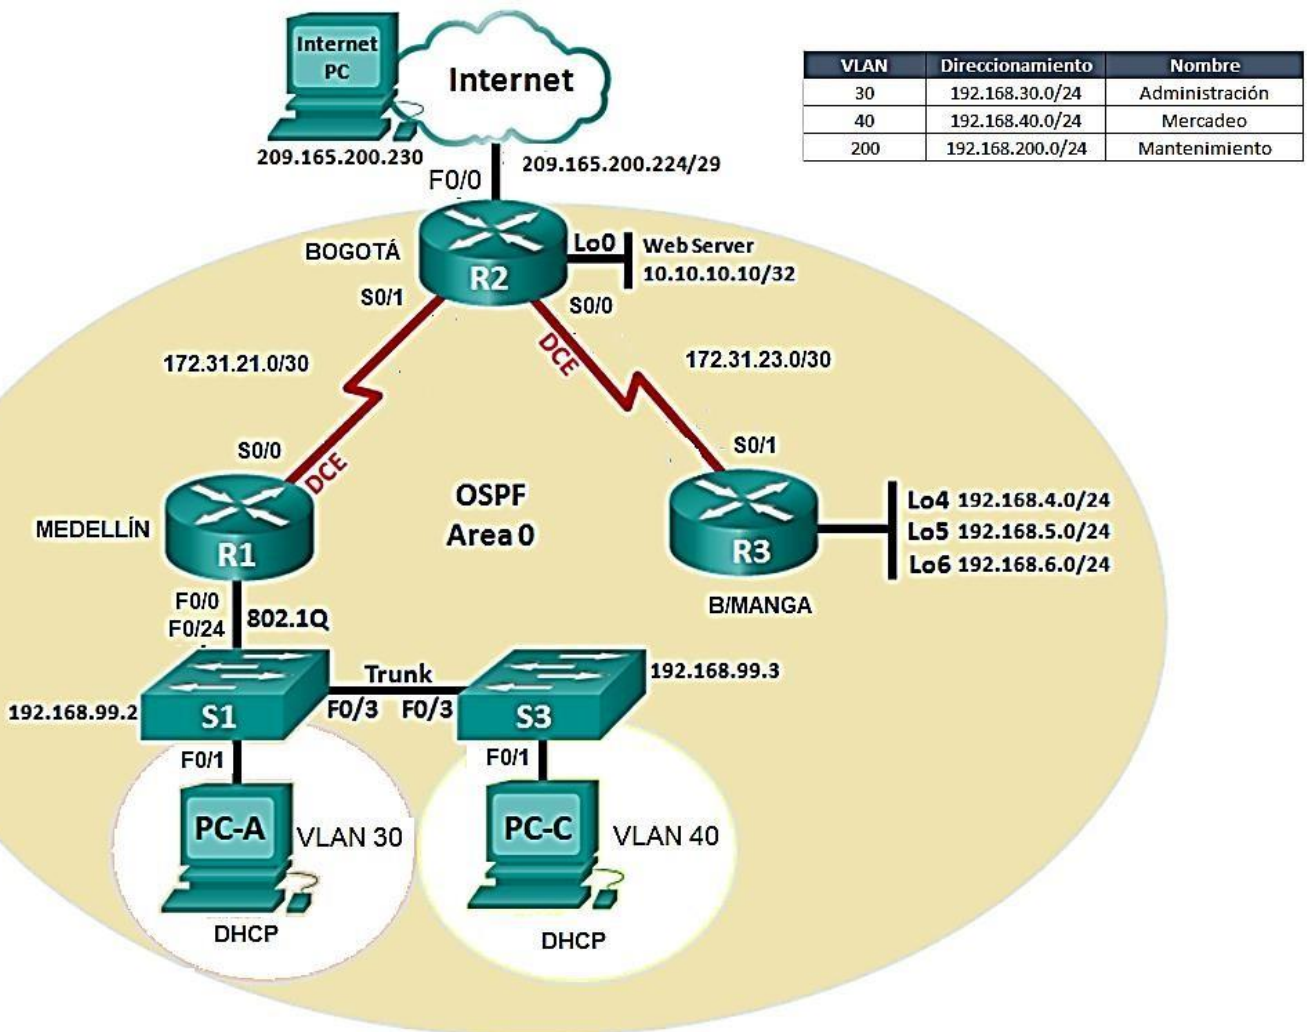 Internet
PC
Internet
209.165.200.230
209.165.200.224/29
F0/0
VLAN Direccionamiento Nombre
30 192.168.30.0/24 Administración
40 192.168.40.0/24 Mercadeo
200 192.168.200.0/24 Mantenimiento
BOGOTÁ
R2
Lo0
Web Server
10.10.10.10/32
S0/1
S0/0
DCE
172.31.21.0/30
172.31.23.0/30
S0/0
DCE
S0/1
OSPF
Area 0
MEDELLÍN
R1
R3
B/MANGA
Lo4 192.168.4.0/24
Lo5 192.168.5.0/24
Lo6 192.168.6.0/24
F0/0
F0/24
802.1Q
Trunk
192.168.99.3
192.168.99.2
S1
F0/3
F0/3
S3
F0/1
F0/1
PC-A
VLAN 30
PC-C
VLAN 40
DHCP
DHCP